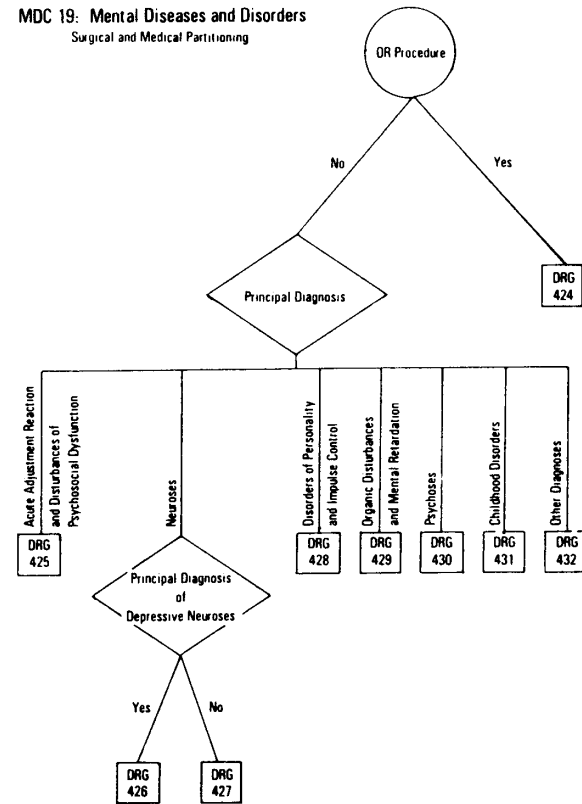 MDC 19: Mental Diseases and Disorders
Surgical and Medical Partitioning
OR Procedure
No
Yes
DRG
424
Principal Diagnosis
Acute Adjustment Reaction
and Disturbances of
Psychosocial Dysfunction
Neuroses
Disorders of Personality
and Impulse Control
Organic Disturbances
and Mental Retardation
Psychoses
Childhood Disorders
Other Diagnoses
DRG
425
DRG
428
DRG
429
DRG
430
DRG
431
DRG
432
Principal Diagnosis
of
Depressive Neuroses
Yes
No
DRG
426
DRG
427